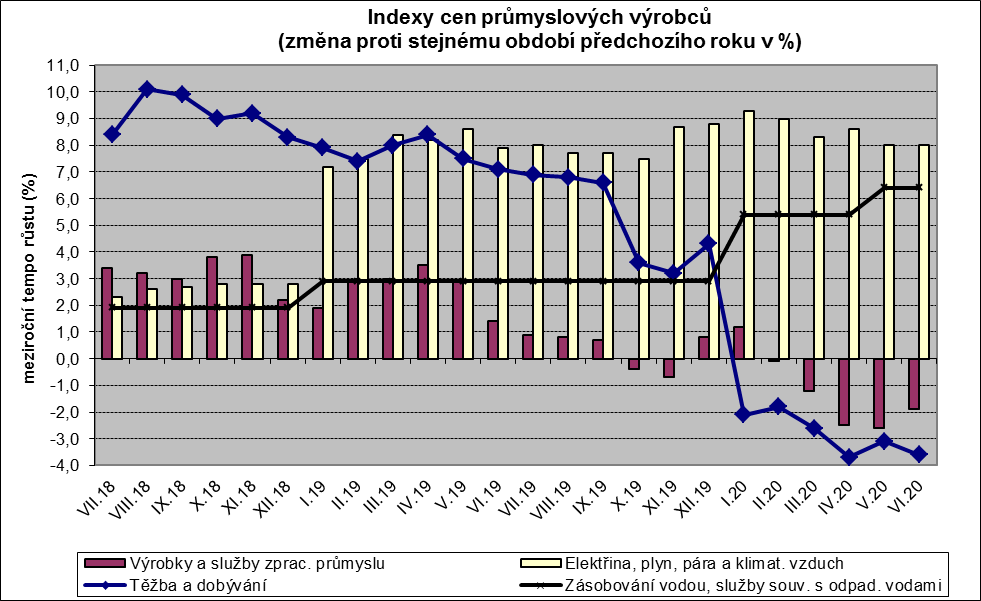 Indexy cen průmyslových výrobců
(změna proti stejnému období předchozího roku v %)
meziroční tempo růstu (%)
11,0
10,0
9,0
8,0
7,0
6,0
5,0
4,0
3,0
2,0
1,0
0,0
-1,0
-2,0
-3,0
-4,0
VII.18
VIII.18
IX.18
X.18
XI.18
XII.18
I.19
II.19
III.19
IV.19
V.19
VI.19
VII.19
VIII.19
IX.19
X.19
XI.19
XII.19
I.20
II.20
III.20
IV.20
V.20
VI.20
Výrobky a služby zprac. průmyslu
Elektřina, plyn, pára a klimat. vzduch
Těžba a dobývání
Zásobování vodou, služby souv. s odpad. vodami